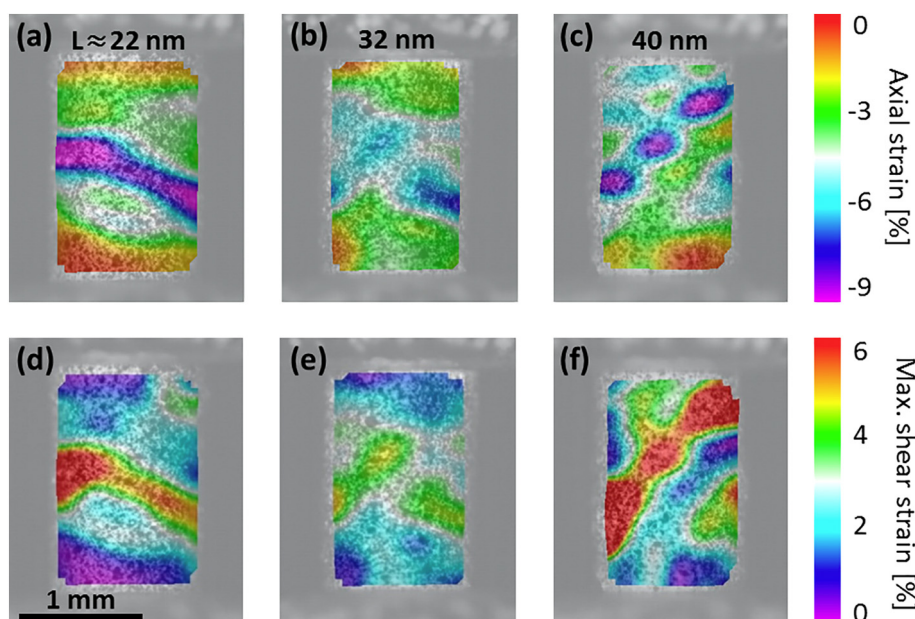 (a) L≈22 nm
(b) 32 nm
(c) 40 nm
0
-3
-6
-9
Axial strain [%]
(d)
(e)
(f)
6
4
2
0
Max. shear strain [%]
1 mm